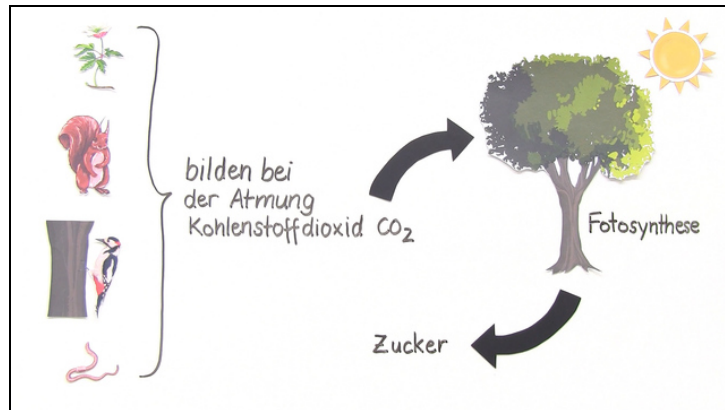 bilden bei
der Atmung
Kohlenstoffdioxid CO₂
Fotosynthese
Zucker